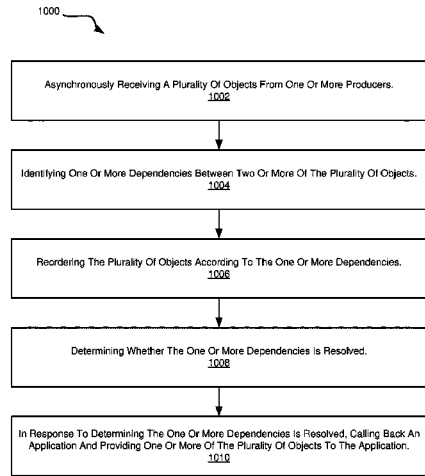 1000
Asynchronously Receiving A Plurality Of Objects From One Or More Producers.
1002
Identifying One Or More Dependencies Between Two Or More Of The Plurality Of Objects.
1004
Reordering The Plurality Of Objects According To The One Or More Dependencies.
1006
Determining Whether The One Or More Dependencies Is Resolved.
1008
In Response To Determining The One Or More Dependencies Is Resolved, Calling Back An
Application And Providing One Or More Of The Plurality Of Objects To The Application.
1010